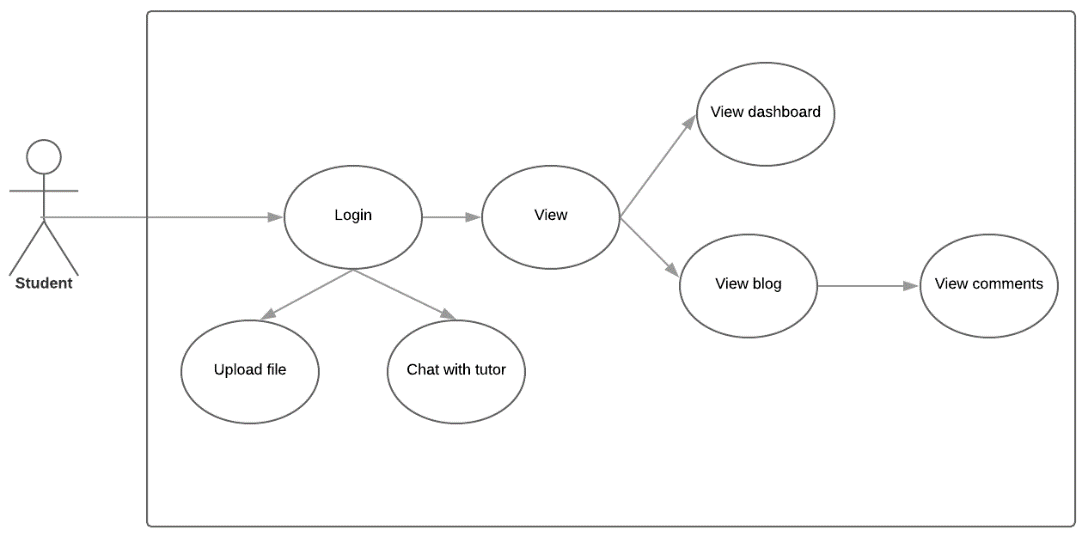 View dashboard
Login
View
Student
View blog
View comments
Upload file
Chat with tutor